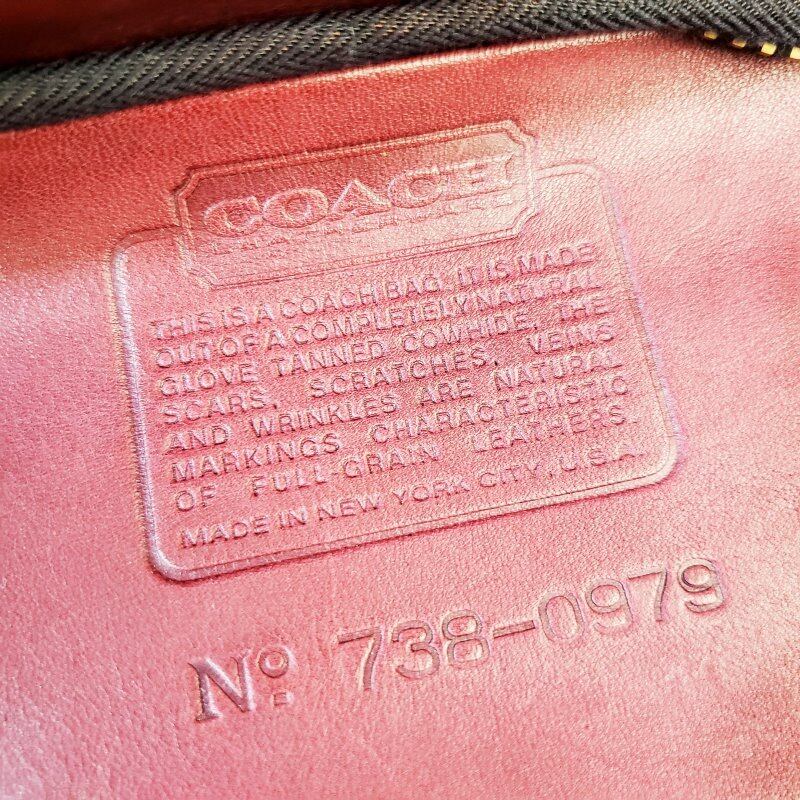 COACH
LEATHERWARE
THIS IS A COACH BAG. IT IS MADE
OUT OF A COMPLETELY NATURAL
GLOVE TANNED COWHIDE, THE
SCARS, SCRATCHES, VEINS
AND WRINKLES ARE NATURAL
MARKINGS CHARACTERISTIC
OF FULL-GRAIN LEATHERS.
MADE IN NEW YORK CITY, U.S.A.
Nº 738-0979